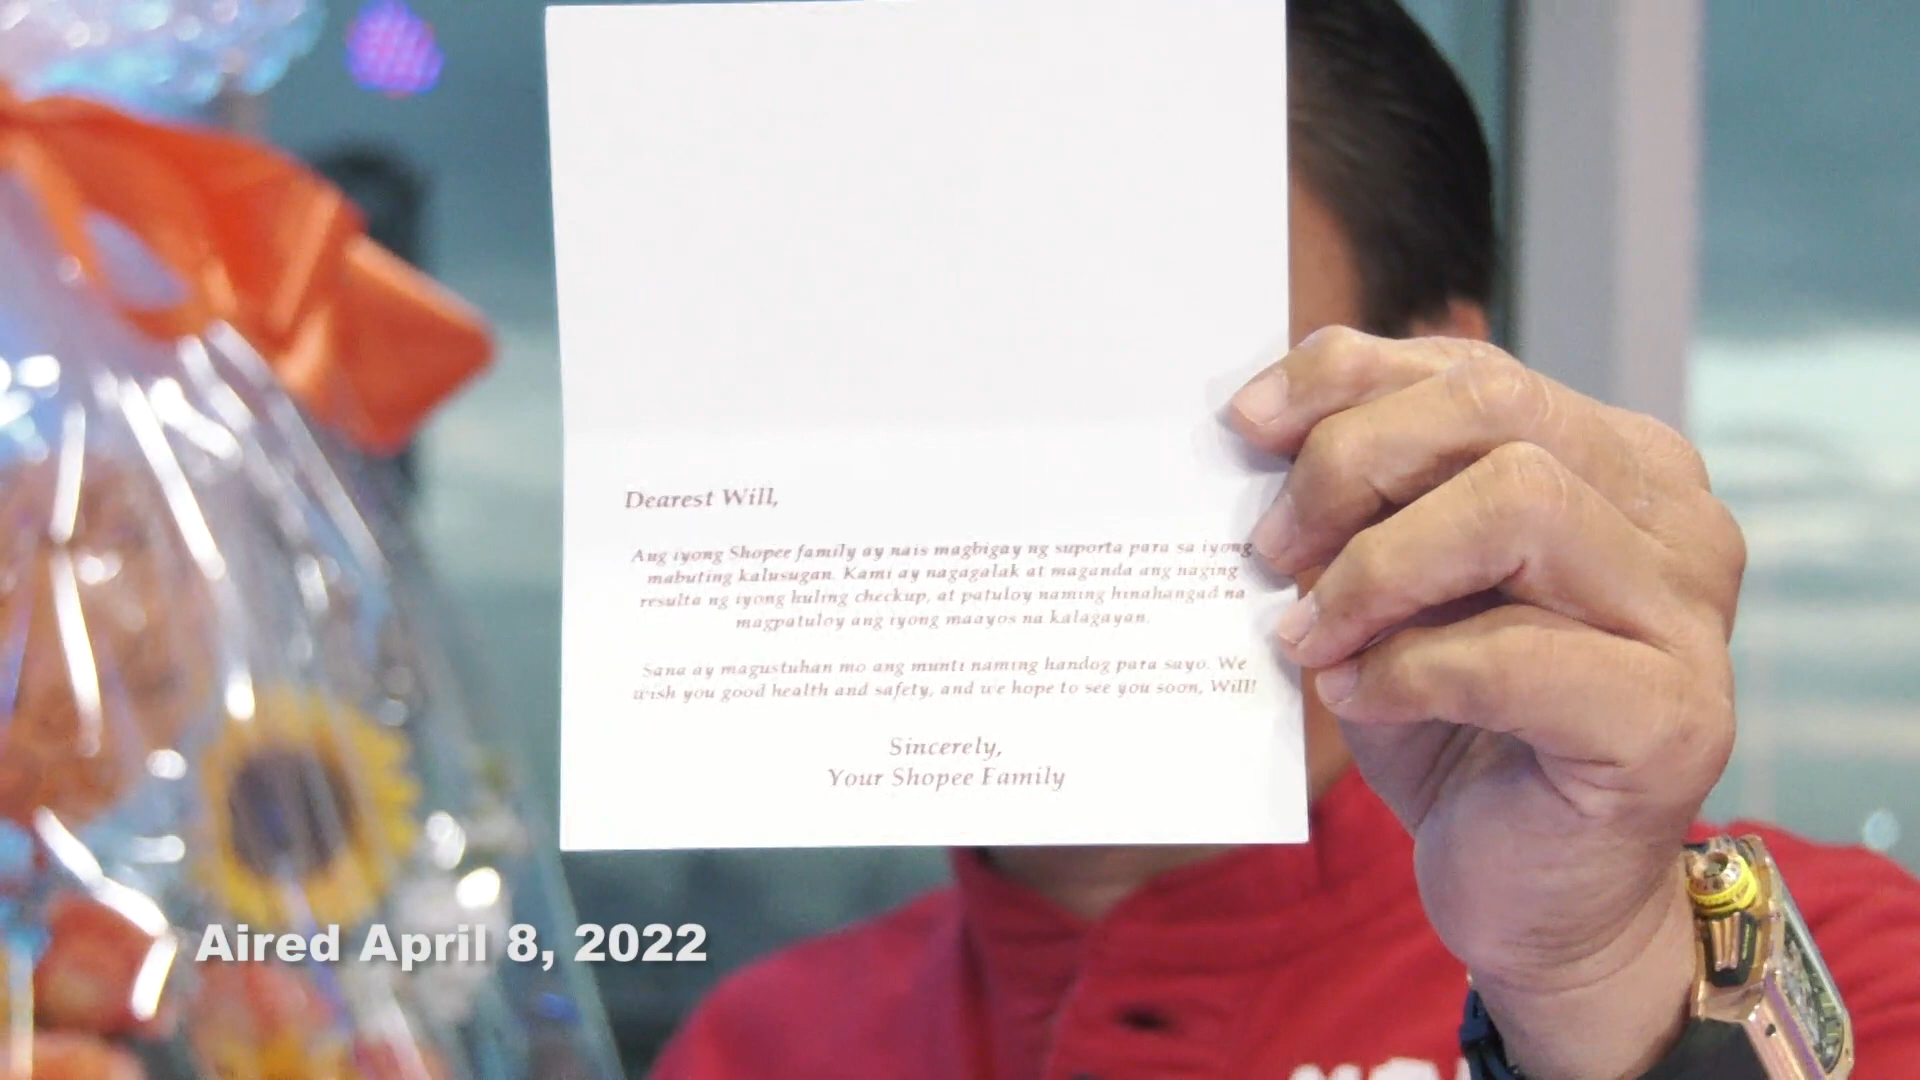 Dearest Will,
Ang iyong Shopee family ay nais magbigay ng suporta para sa iyong
mabuting kalusugan. Kami ay nagagalak at maganda ang naging
resulta ng iyong huling checkup, at patuloy naming hinahangad na
magpatuloy ang iyong maayos na kalagayan.
Sana ay magustuhan mo ang munti naming handog para sayo. We
wish you good health and safety, and we hope to see you soon, Will!
Sincerely,
Your Shopee Family
Aired April 8, 2022